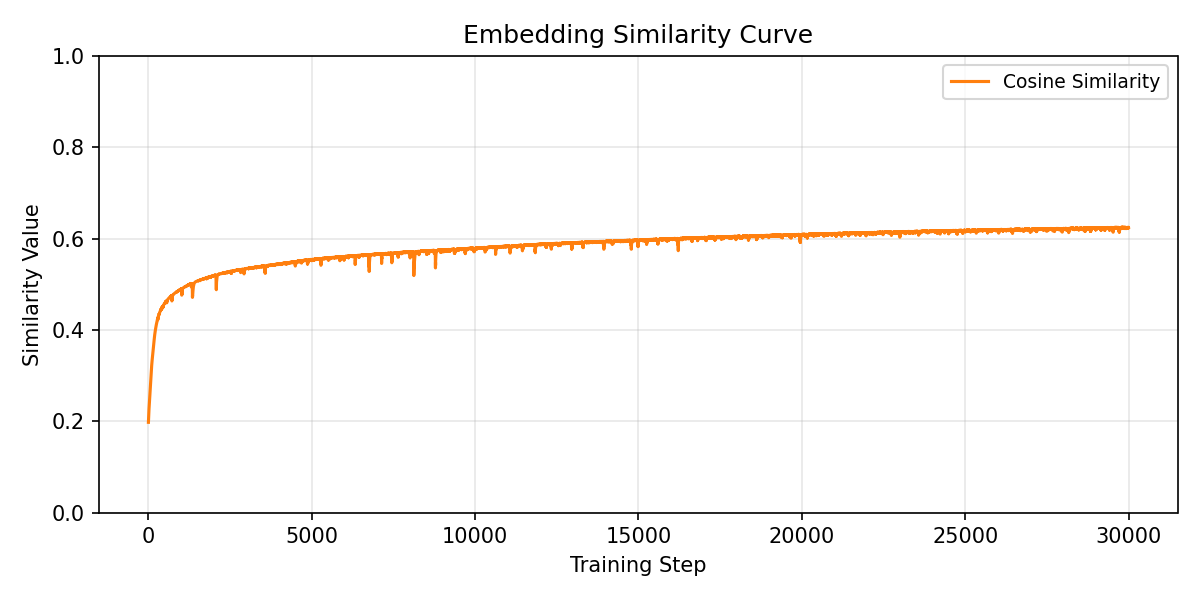 Embedding Similarity Curve
Cosine Similarity
Similarity Value
1.0
0.8
0.6
0.4
0.2
0.0
0 5000 10000 15000 20000 25000 30000
Training Step